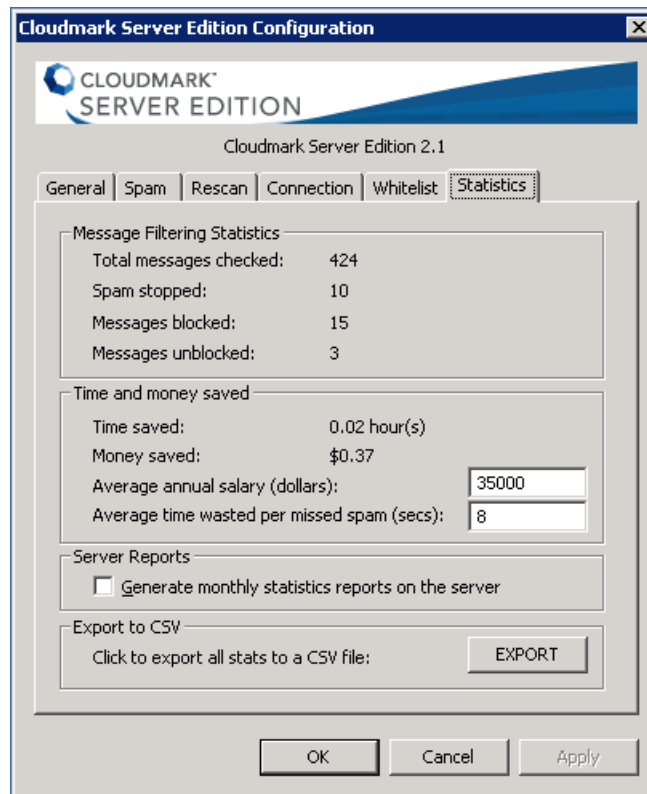 Cloudmark Server Edition Configuration
CLOUDMARK™
SERVER EDITION
Cloudmark Server Edition 2.1
General Spam Rescan Connection Whitelist Statistics
Message Filtering Statistics
Total messages checked: 424
Spam stopped: 10
Messages blocked: 15
Messages unblocked: 3
Time and money saved
Time saved: 0.02 hour(s)
Money saved: $0.37
Average annual salary (dollars): 35000
Average time wasted per missed spam (secs): 8
Server Reports
Generate monthly statistics reports on the server
Export to CSV
Click to export all stats to a CSV file: EXPORT
OK Cancel Apply